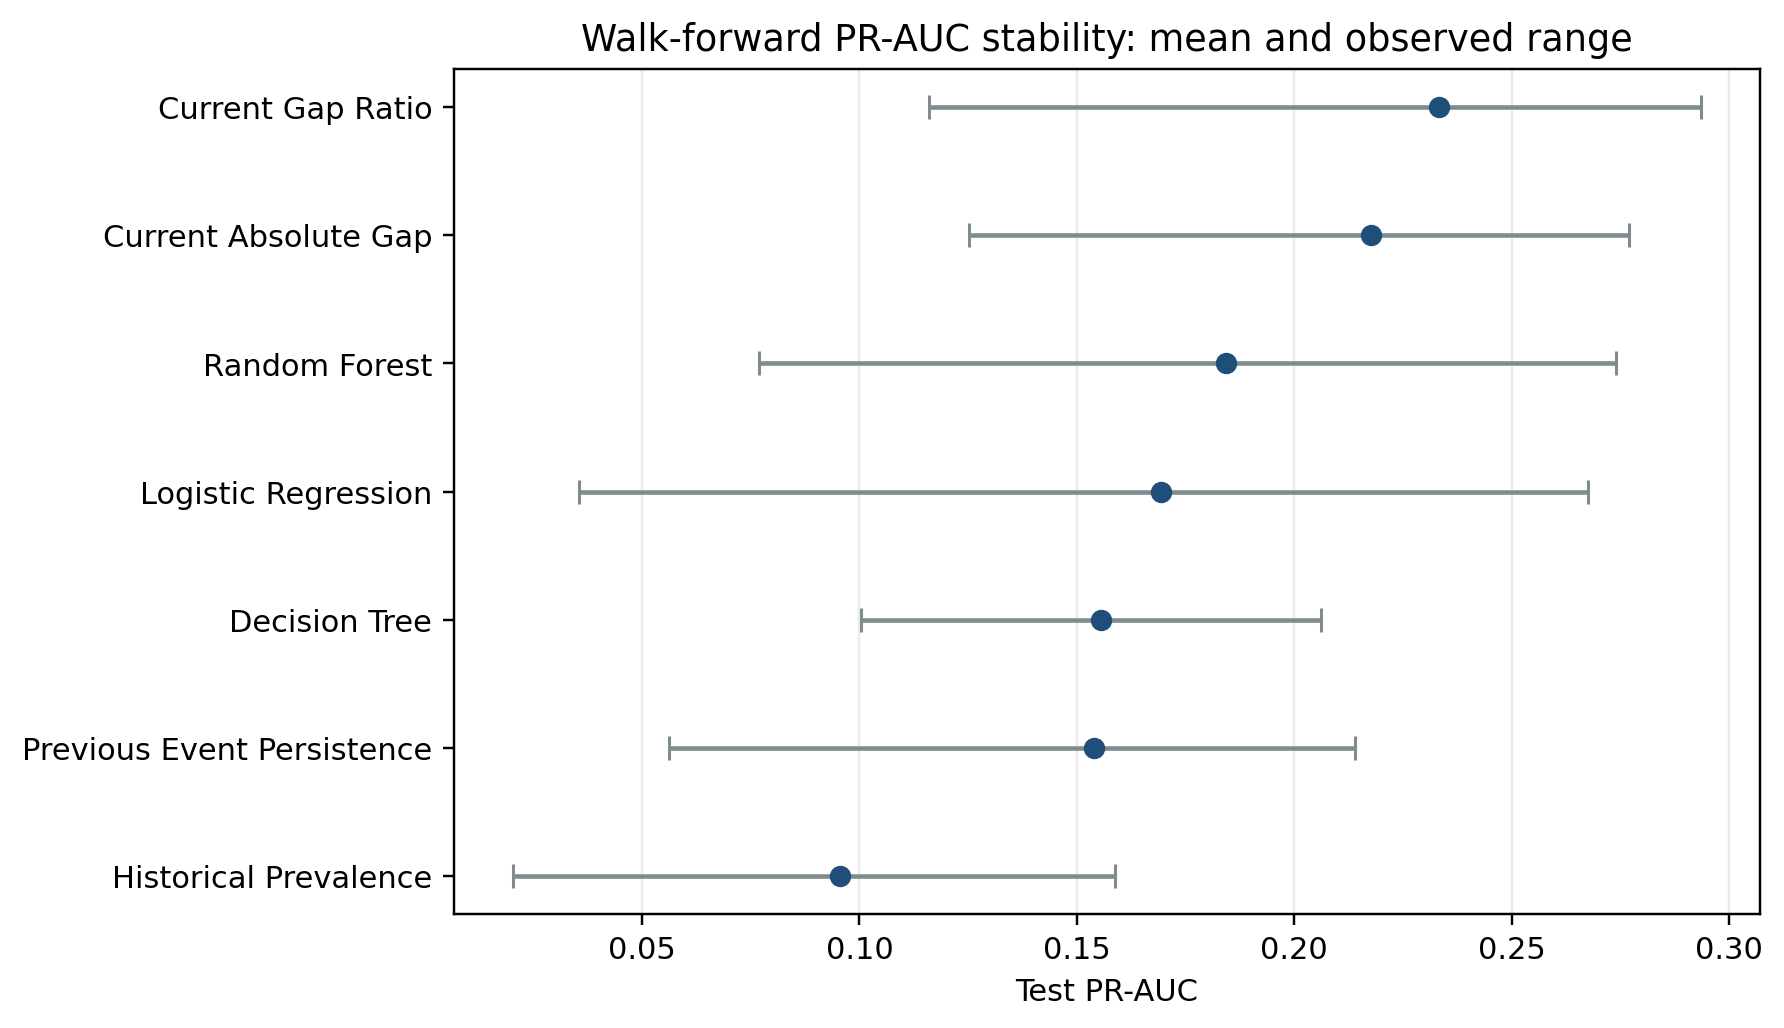 Walk-forward PR-AUC stability: mean and observed range
Current Gap Ratio
Current Absolute Gap
Random Forest
Logistic Regression
Decision Tree
Previous Event Persistence
Historical Prevalence
0.05 0.10 0.15 0.20 0.25 0.30
Test PR-AUC